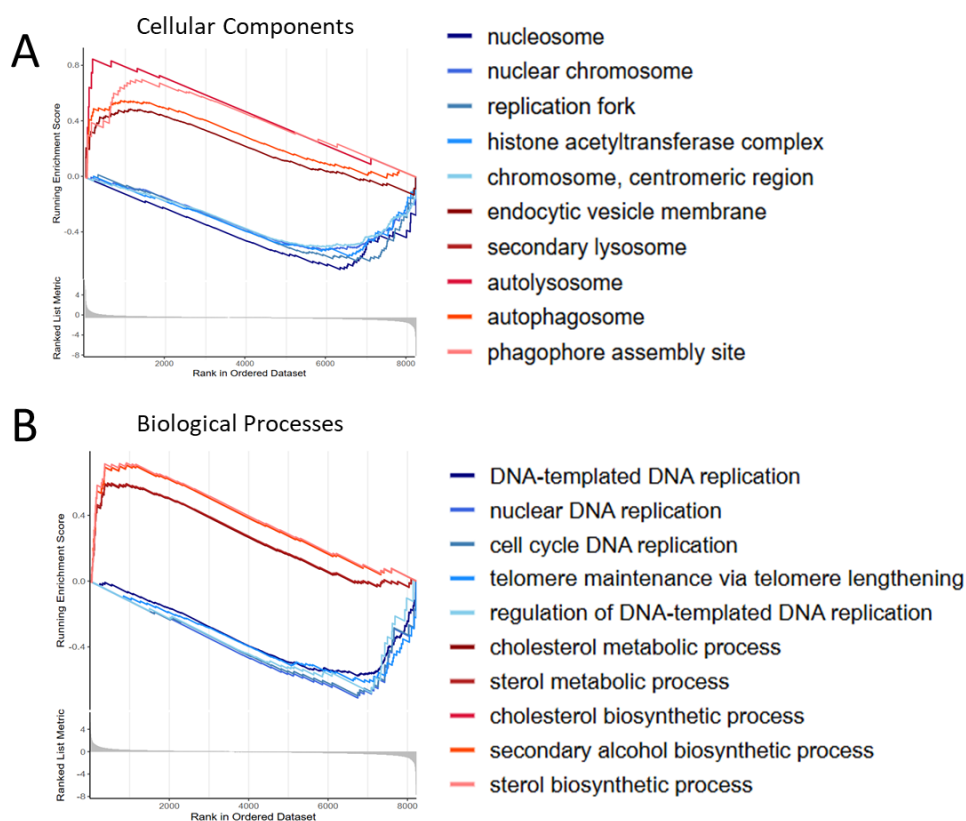 A
Cellular Components
Running Enrichment Score
0.8
0.4
0.0
-0.4
Ranked List Metric
4
0
-4
-8
2000
4000
6000
8000
Rank in Ordered Dataset
nucleosome
nuclear chromosome
replication fork
histone acetyltransferase complex
chromosome, centromeric region
endocytic vesicle membrane
secondary lysosome
autolysosome
autophagosome
phagophore assembly site
B
Biological Processes
Running Enrichment Score
0.4
0.0
-0.4
Ranked List Metric
4
0
-4
-8
2000
4000
6000
8000
Rank in Ordered Dataset
DNA-templated DNA replication
nuclear DNA replication
cell cycle DNA replication
telomere maintenance via telomere lengthening
regulation of DNA-templated DNA replication
cholesterol metabolic process
sterol metabolic process
cholesterol biosynthetic process
secondary alcohol biosynthetic process
sterol biosynthetic process